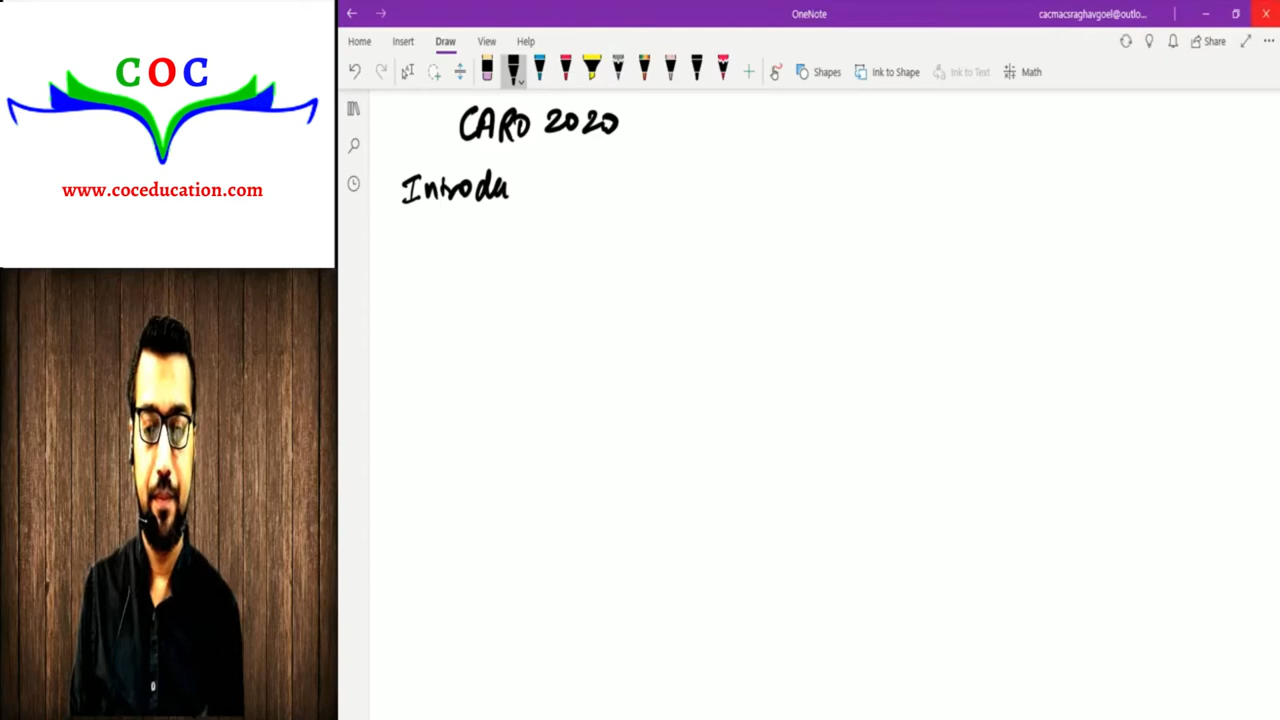 COC
www.coceducation.com
OneNote
cacmacsraghavgoel@outlo...
Home Insert Draw View Help
Share
Shapes
Ink to Shape
Ink to Text
Math
CARO 2020
Introdu